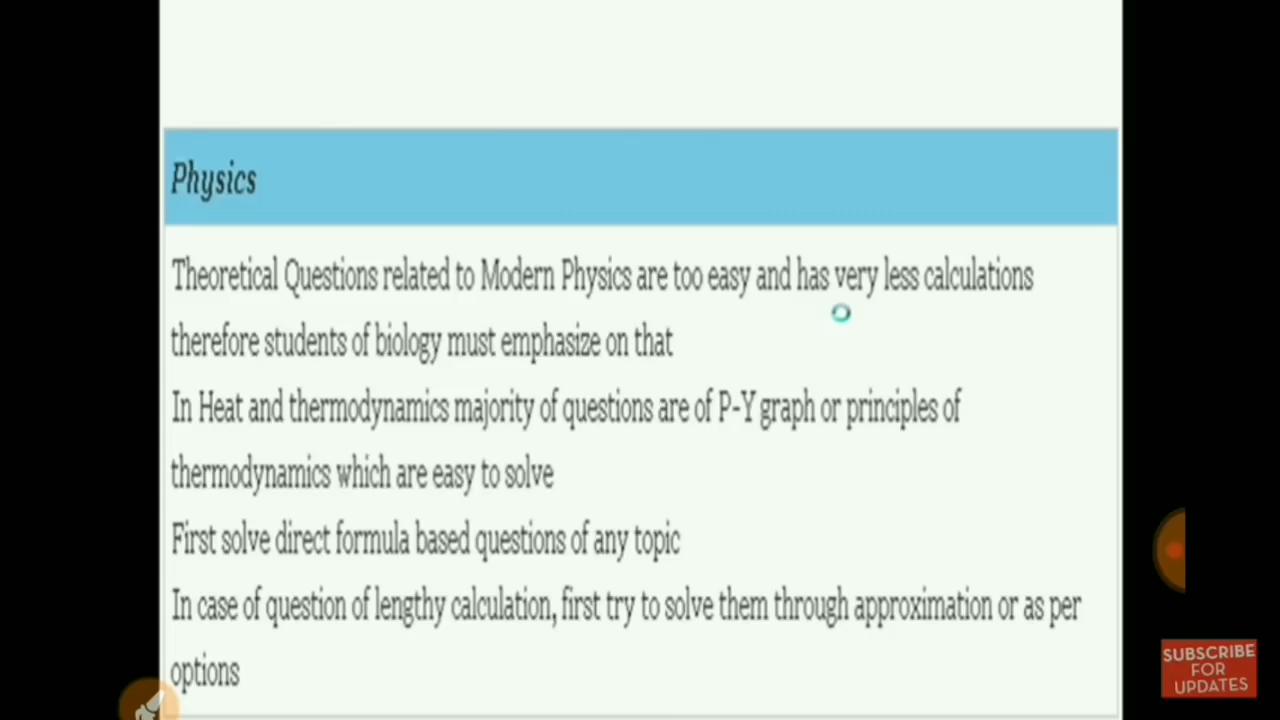 Physics
Theoretical Questions related to Modern Physics are too easy and has very less calculations
therefore students of biology must emphasize on that
In Heat and thermodynamics majority of questions are of P-Y graph or principles of
thermodynamics which are easy to solve
First solve direct formula based questions of any topic
In case of question of lengthy calculation, first try to solve them through approximation or as per
options
SUBSCRIBE
FOR
UPDATES